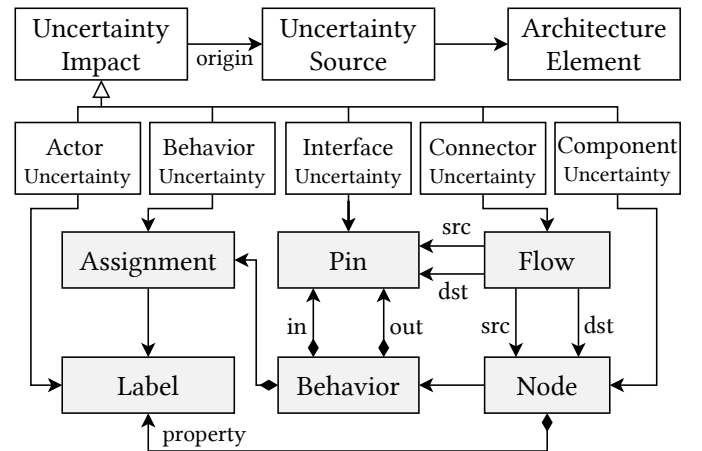 Uncertainty
Impact
origin
Uncertainty
Source
Architecture
Element
Actor
Uncertainty
Behavior
Uncertainty
Interface
Uncertainty
Connector
Uncertainty
Component
Uncertainty
Assignment
Pin
src
dst
Flow
in
out
src
dst
Label
Behavior
Node
property